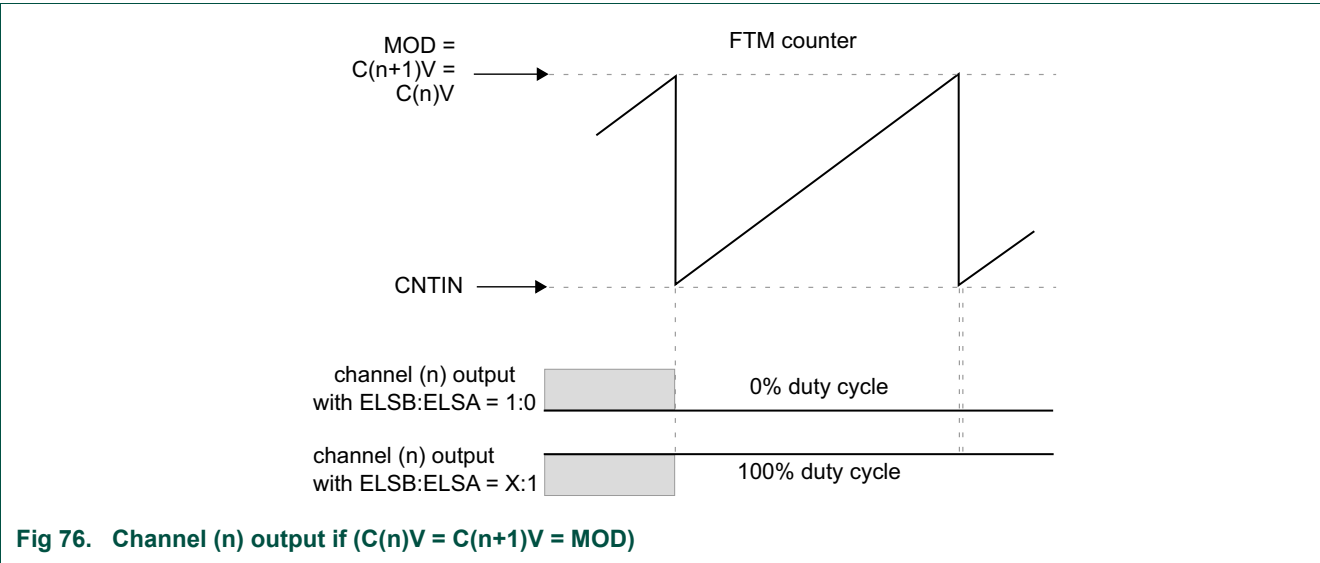 MOD =
C(n+1)V =
C(n)V
FTM counter
CNTIN
channel (n) output
with ELSB:ELSA = 1:0
0% duty cycle
channel (n) output
with ELSB:ELSA = X:1
100% duty cycle
Fig 76. Channel (n) output if (C(n)V = C(n+1)V = MOD)